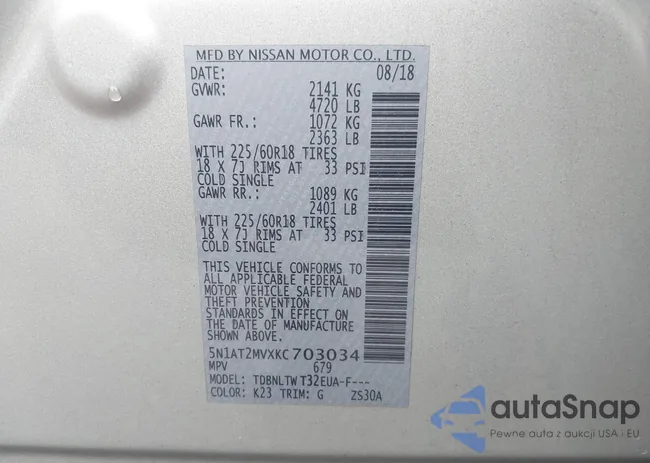 MFD BY NISSAN MOTOR CO., LTD.
DATE: 08/18
GVWR: 2141 KG
4720 LB
GAWR FR.: 1072 KG
2363 LB
WITH 225/60R18 TIRES
18 X 7J RIMS AT 33 PSI
COLD SINGLE
GAWR RR.: 1089 KG
2401 LB
WITH 225/60R18 TIRES
18 X 7J RIMS AT 33 PSI
COLD SINGLE
THIS VEHICLE CONFORMS TO
ALL APPLICABLE FEDERAL
MOTOR VEHICLE SAFETY AND
THEFT PREVENTION
STANDARDS IN EFFECT ON
THE DATE OF MANUFACTURE
SHOWN ABOVE.
5N1AT2MVXKC703034
MPV 679
MODEL: TDBNLTW T32EUA-F---
COLOR: K23 TRIM: G ZS30A
autaSnap
Pewne auta z aukcji USA i EU